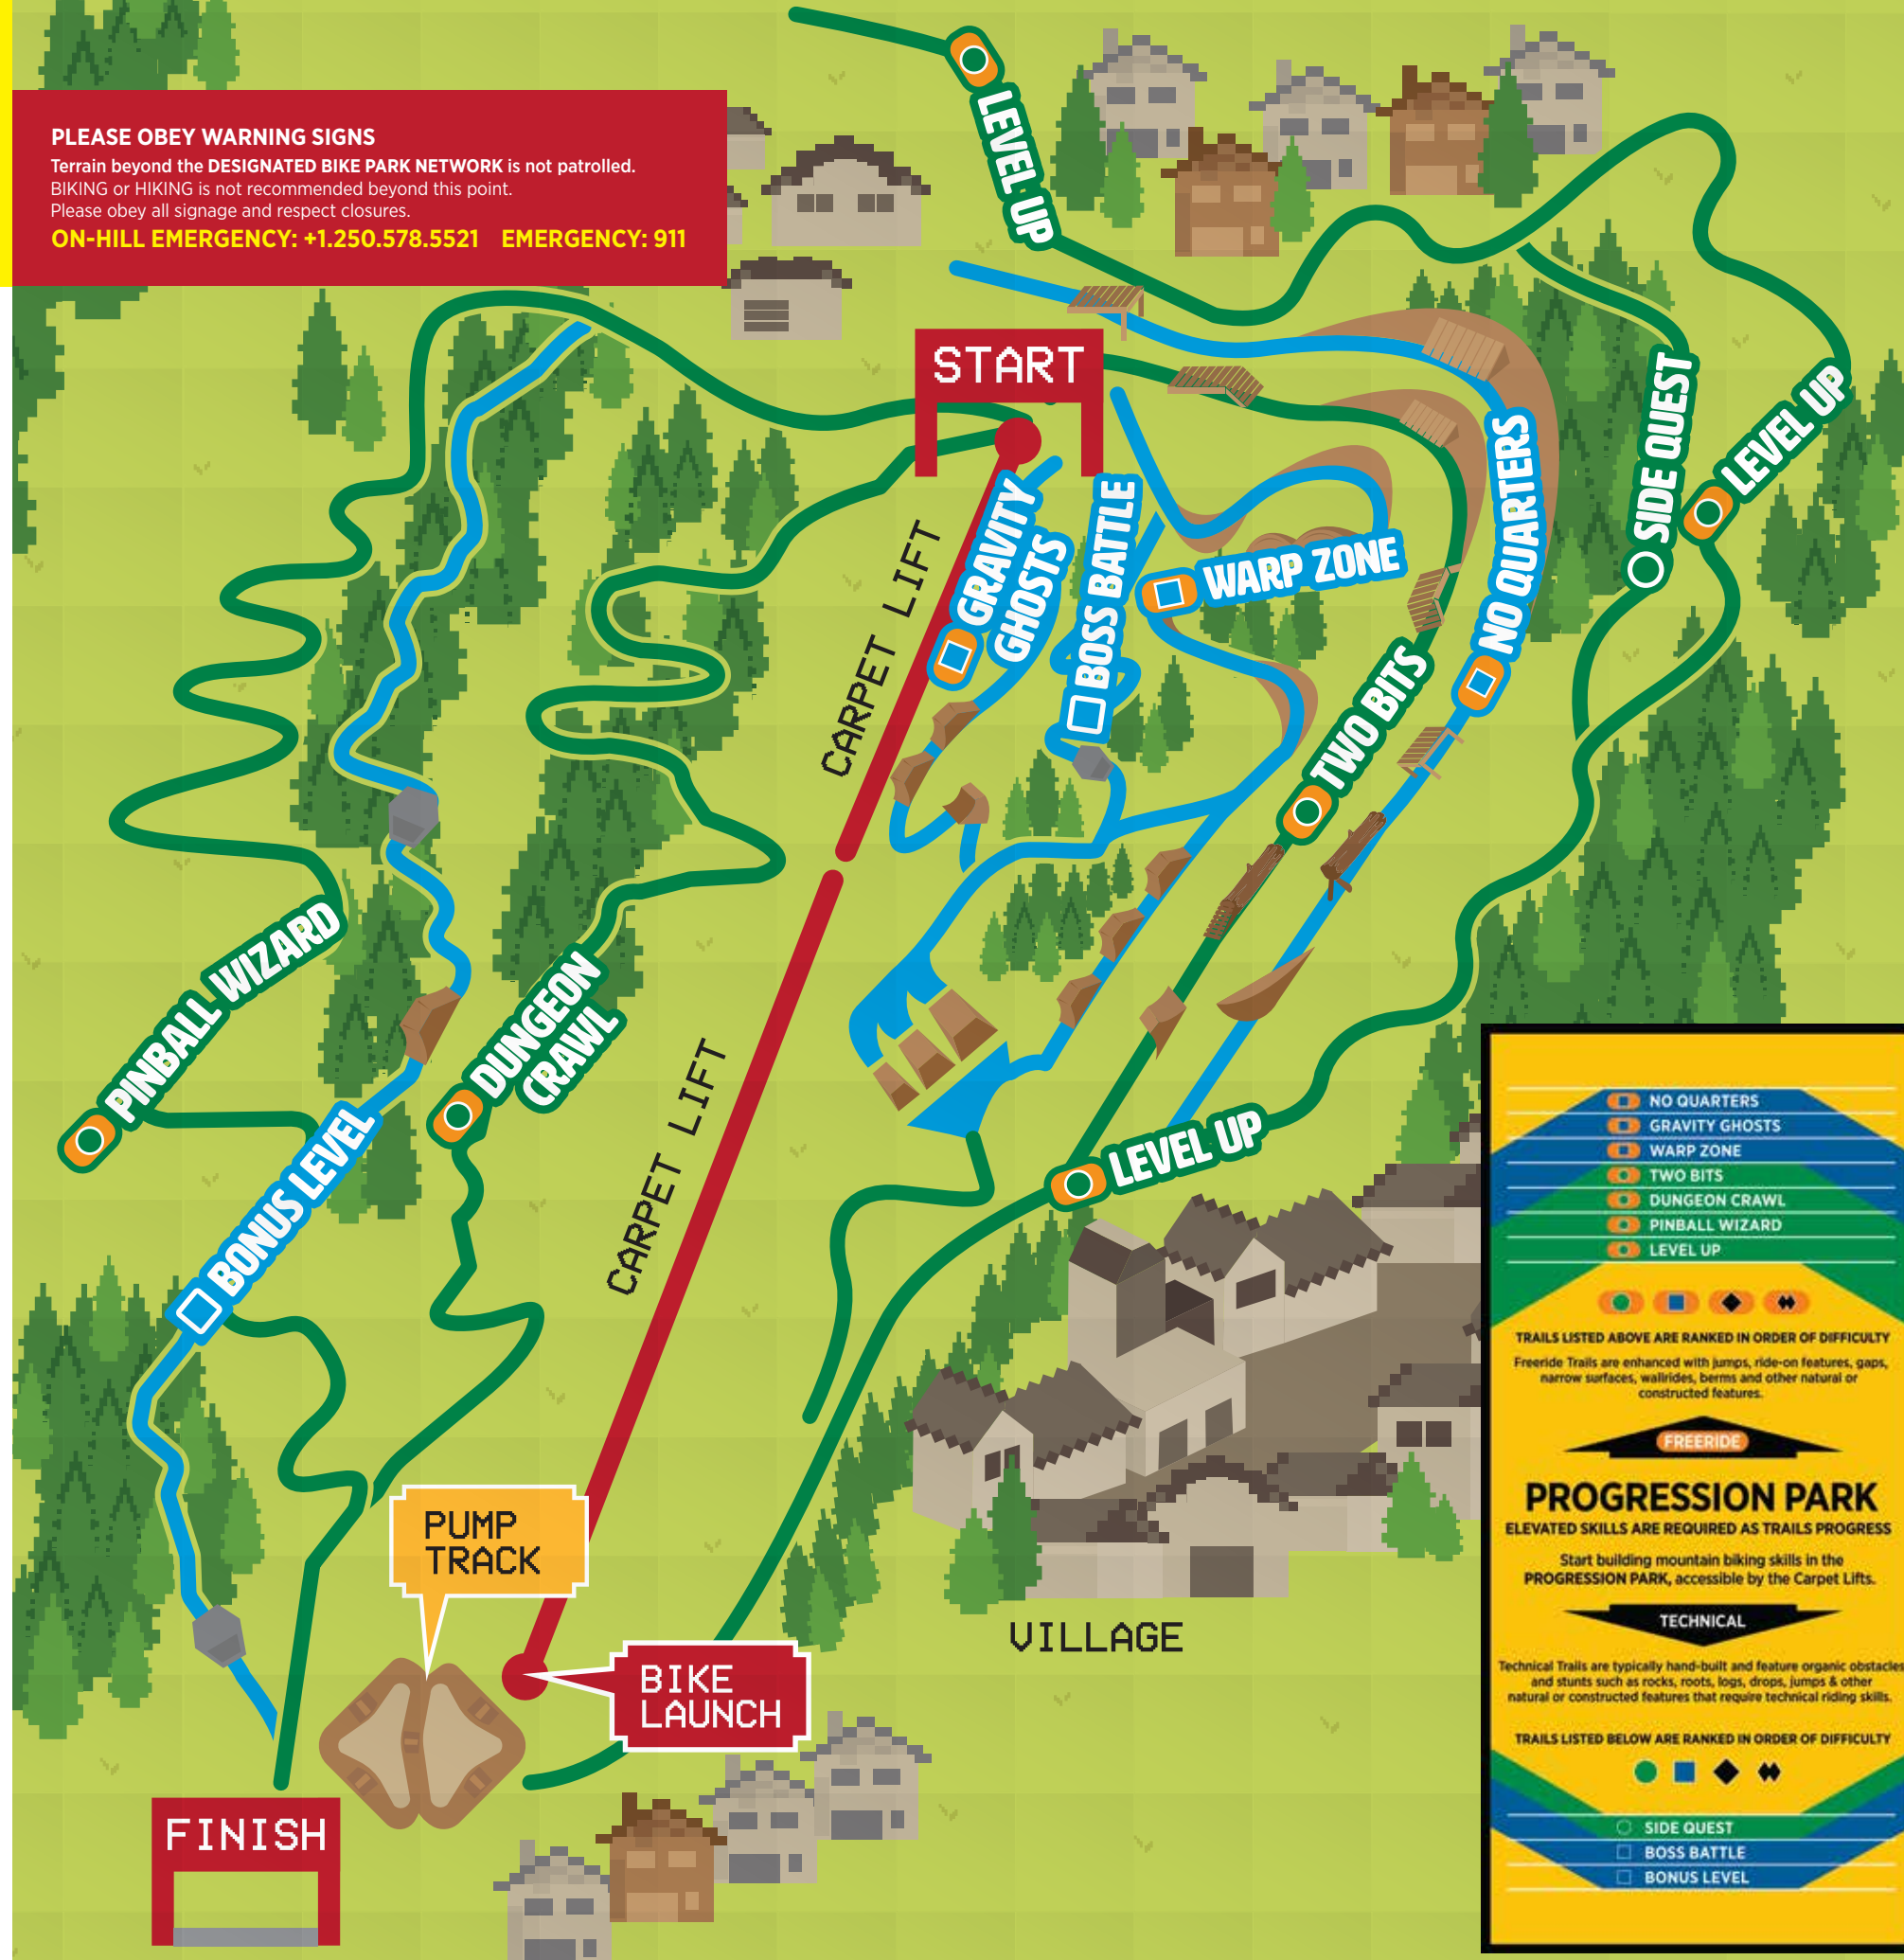 PLEASE OBEY WARNING SIGNS
Terrain beyond the DESIGNATED BIKE PARK NETWORK is not patrolled.
BIKING or HIKING is not recommended beyond this point.
Please obey all signage and respect closures.
ON-HILL EMERGENCY: +1.250.578.5521 EMERGENCY: 911
LEVEL UP
START
SIDE QUEST
LEVEL UP
NO QUARTERS
GRAVITY
GHOSTS
BOSS BATTLE
WARP ZONE
CARPET LIFT
TWO BITS
PINBALL WIZARD
DUNGEON
CRAWL
CARPET LIFT
LEVEL UP
BONUS LEVEL
PUMP
TRACK
BIKE
LAUNCH
VILLAGE
FINISH
NO QUARTERS
GRAVITY GHOSTS
WARP ZONE
TWO BITS
DUNGEON CRAWL
PINBALL WIZARD
LEVEL UP
TRAILS LISTED ABOVE ARE RANKED IN ORDER OF DIFFICULTY
Freeride Trails are enhanced with jumps, ride-on features, gaps,
narrow surfaces, wallrides, berms and other natural or
constructed features.
FREERIDE
PROGRESSION PARK
ELEVATED SKILLS ARE REQUIRED AS TRAILS PROGRESS
Start building mountain biking skills in the
PROGRESSION PARK, accessible by the Carpet Lifts.
TECHNICAL
Technical Trails are typically hand-built and feature organic obstacles
and stunts such as rocks, roots, logs, drops, jumps & other
natural or constructed features that require technical riding skills.
TRAILS LISTED BELOW ARE RANKED IN ORDER OF DIFFICULTY
SIDE QUEST
BOSS BATTLE
BONUS LEVEL